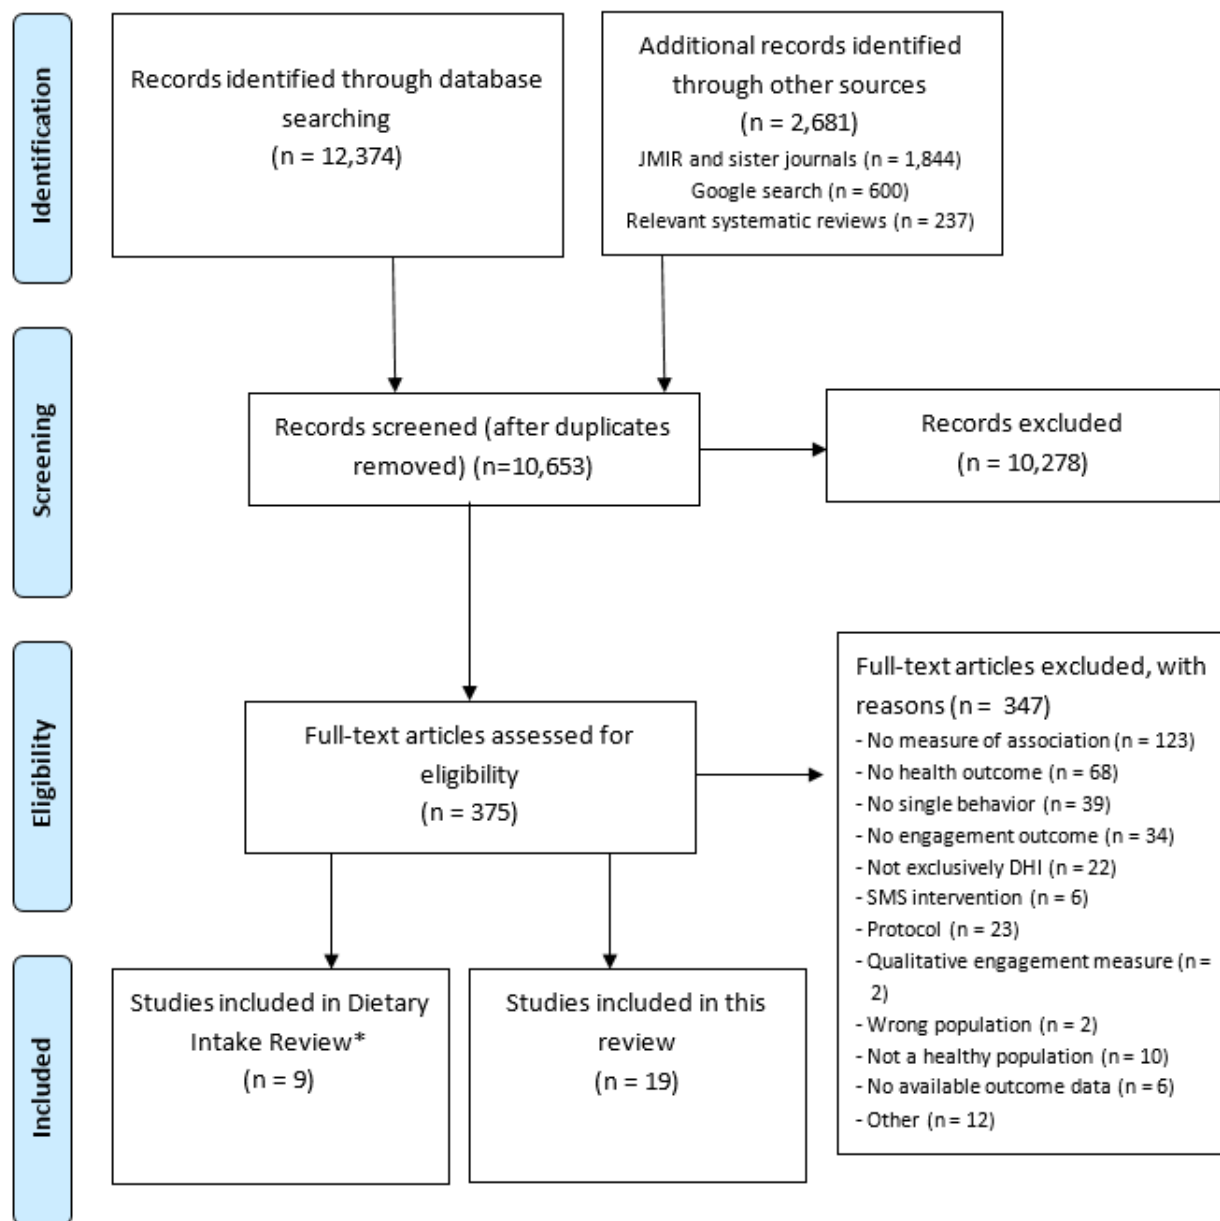 Identification
Records identified through database
searching
(n = 12,374)
Additional records identified
through other sources
(n = 2,681)
JMIR and sister journals (n = 1,844)
Google search (n = 600)
Relevant systematic reviews (n = 237)
Screening
Records screened (after duplicates
removed) (n=10,653)
Records excluded
(n = 10,278)
Eligibility
Full-text articles assessed for
eligibility
(n = 375)
Full-text articles excluded, with
reasons (n = 347)
- No measure of association (n = 123)
- No health outcome (n = 68)
- No single behavior (n = 39)
- No engagement outcome (n = 34)
- Not exclusively DHI (n = 22)
- SMS intervention (n = 6)
- Protocol (n = 23)
- Qualitative engagement measure (n =
2)
- Wrong population (n = 2)
- Not a healthy population (n = 10)
- No available outcome data (n = 6)
- Other (n = 12)
Included
Studies included in Dietary
Intake Review*
(n = 9)
Studies included in this
review
(n = 19)